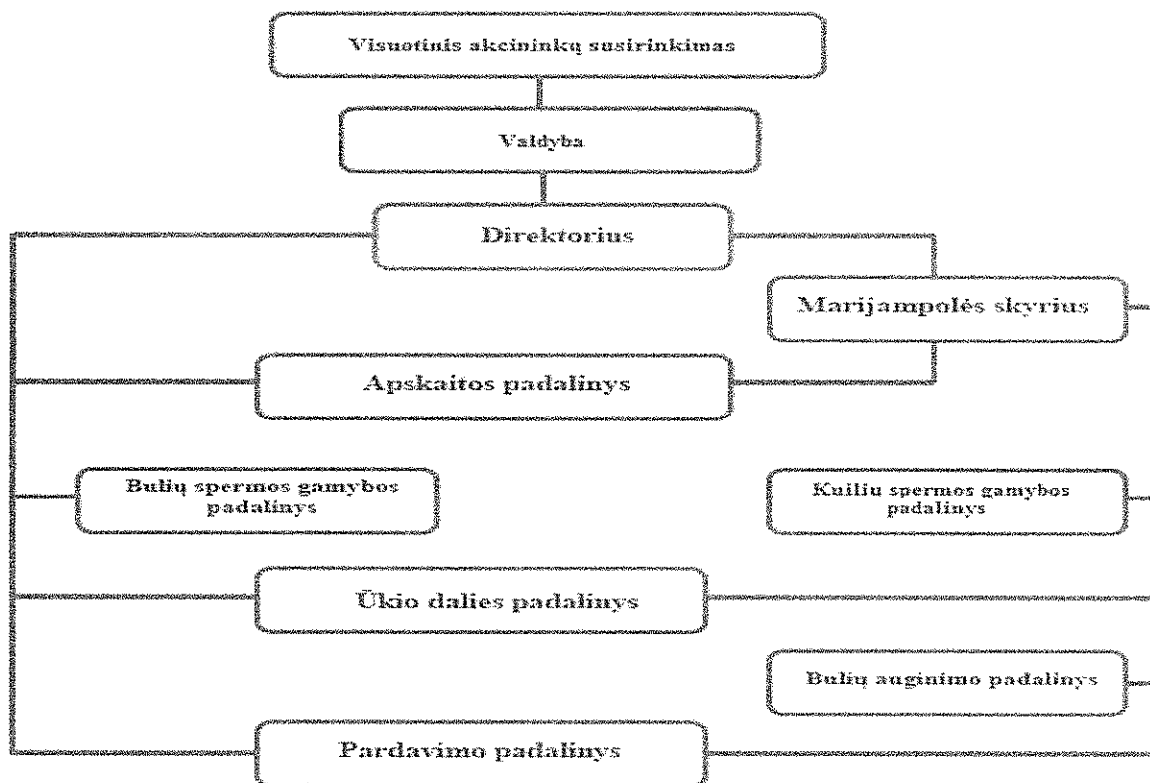 Visuotinis akcininkų susirinkimas
Valdyba
Direktorius
Marijampolės skyrius
Apskaitos padalinys
Bulių spermos gamybos
padalinys
Kuilių spermos gamybos
padalinys
Ūkio dalies padalinys
Bulių auginimo padalinys
Pardavimo padalinys